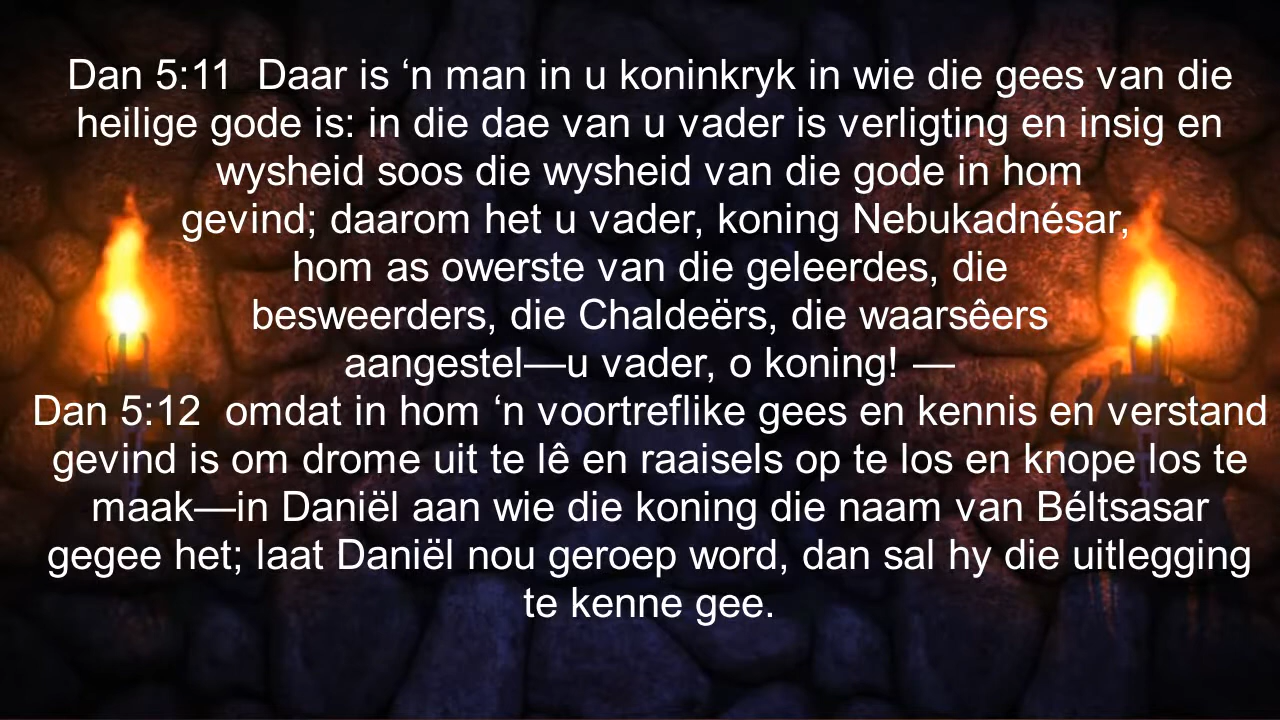 Dan 5:11  Daar is ‘n man in u koninkryk in wie die gees van die
heilige gode is: in die dae van u vader is verligting en insig en
wysheid soos die wysheid van die gode in hom
gevind; daarom het u vader, koning Nebukadnésar,
hom as owerste van die geleerdes, die
besweerders, die Chaldeërs, die waarsêers
aangestel—u vader, o koning! —
Dan 5:12  omdat in hom ‘n voortreflike gees en kennis en verstand
gevind is om drome uit te lê en raaisels op te los en knope los te
maak—in Daniël aan wie die koning die naam van Béltsasar
gegee het; laat Daniël nou geroep word, dan sal hy die uitlegging
te kenne gee.